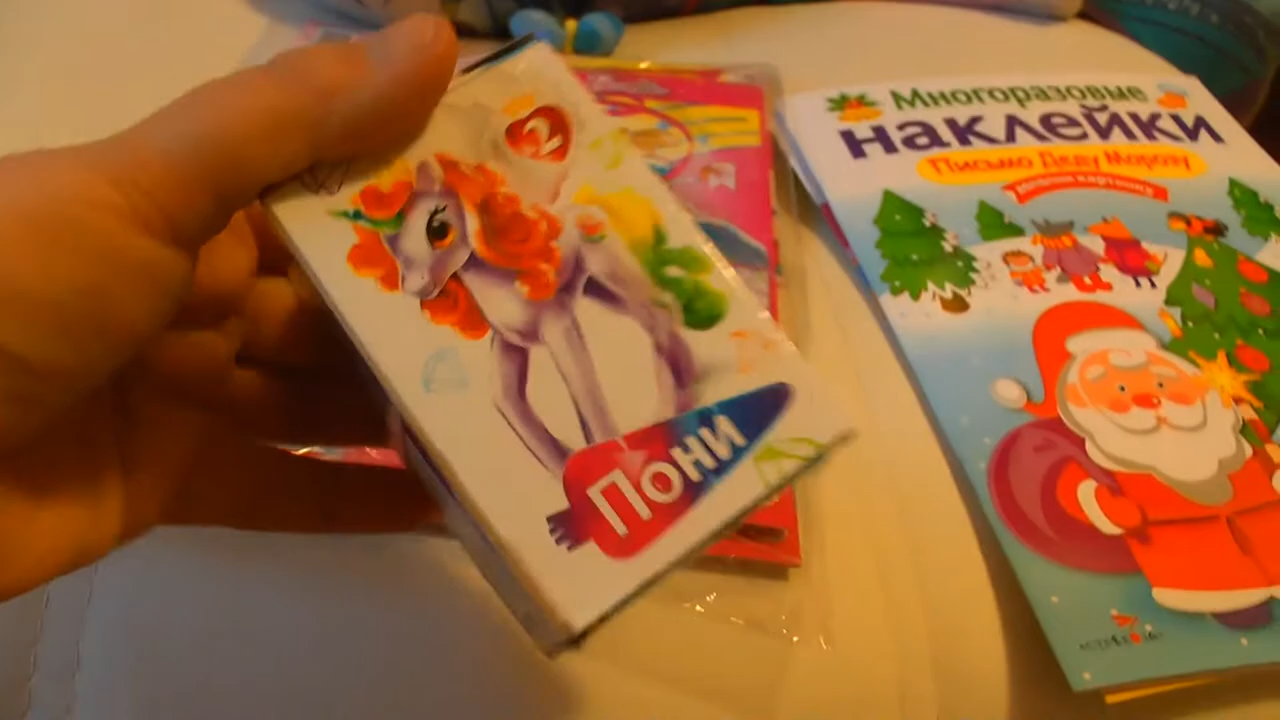 2
Пони
Многоразовые
наклейки
Письмо Деду Морозу